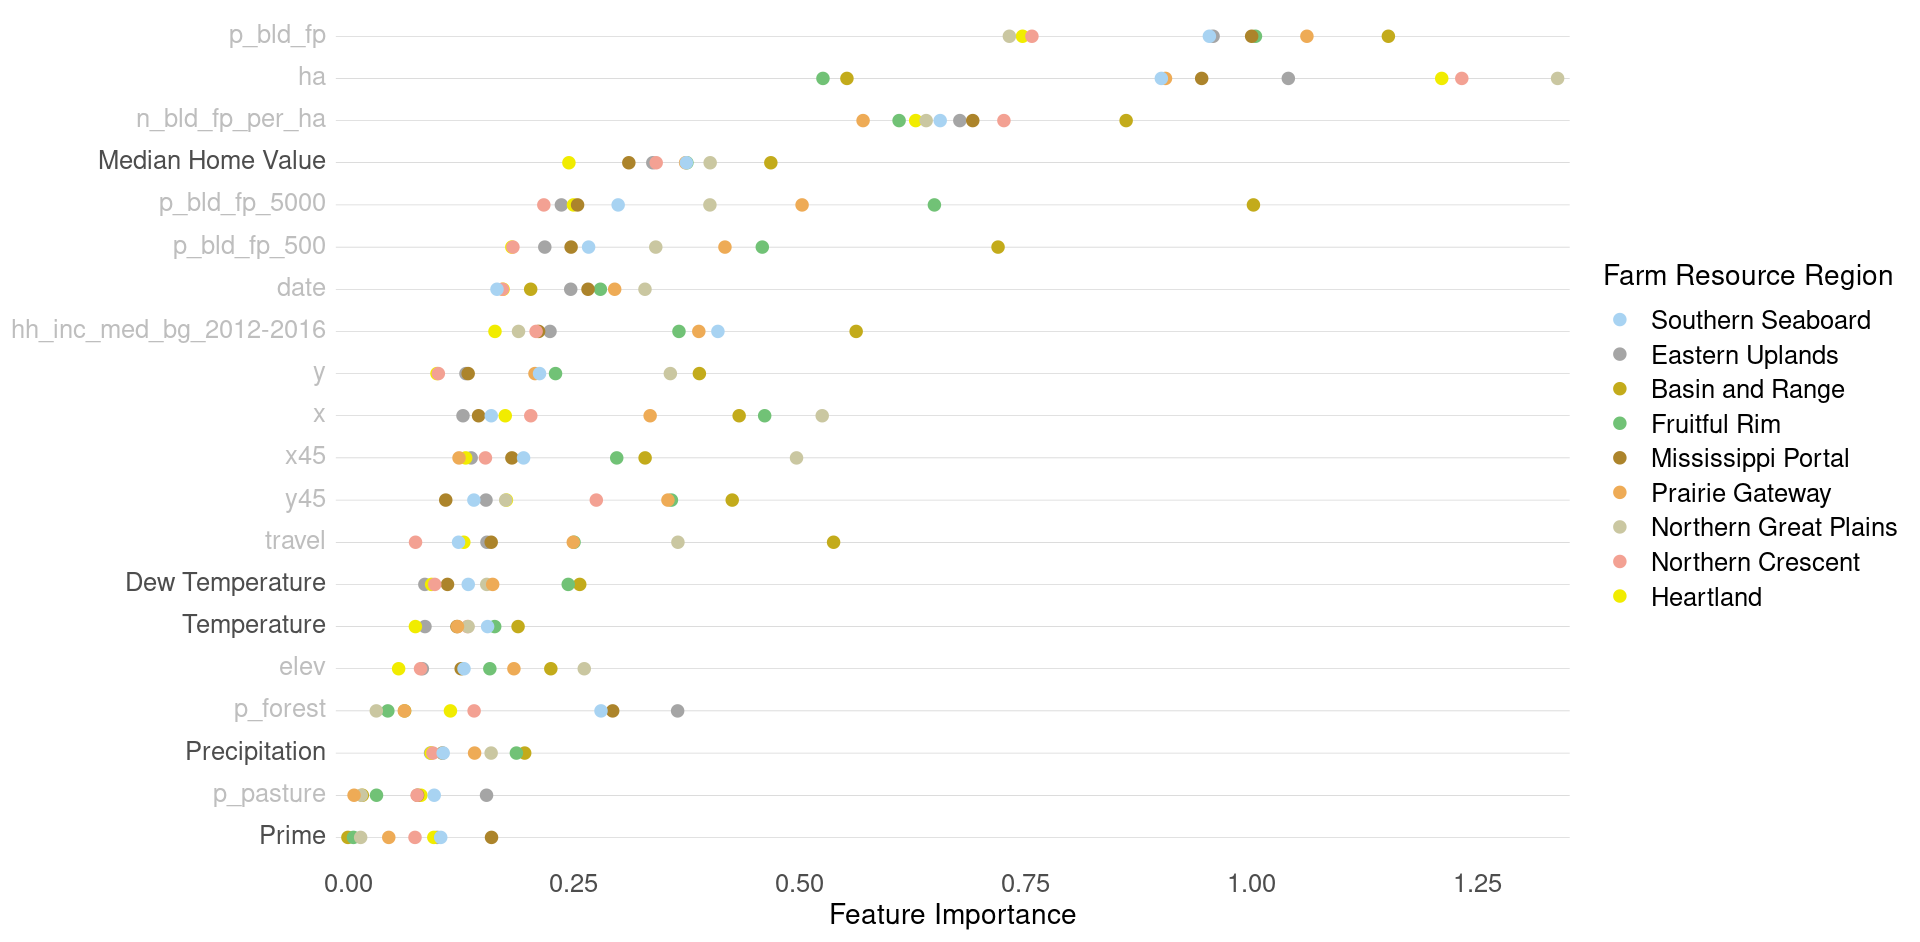 p_bld_fp
ha
n_bld_fp_per_ha
Median Home Value
p_bld_fp_5000
p_bld_fp_500
date
hh_inc_med_bg_2012-2016
y
x
x45
y45
travel
Dew Temperature
Temperature
elev
p_forest
Precipitation
p_pasture
Prime
0.00 0.25 0.50 0.75 1.00 1.25
Feature Importance
Farm Resource Region
Southern Seaboard
Eastern Uplands
Basin and Range
Fruitful Rim
Mississippi Portal
Prairie Gateway
Northern Great Plains
Northern Crescent
Heartland